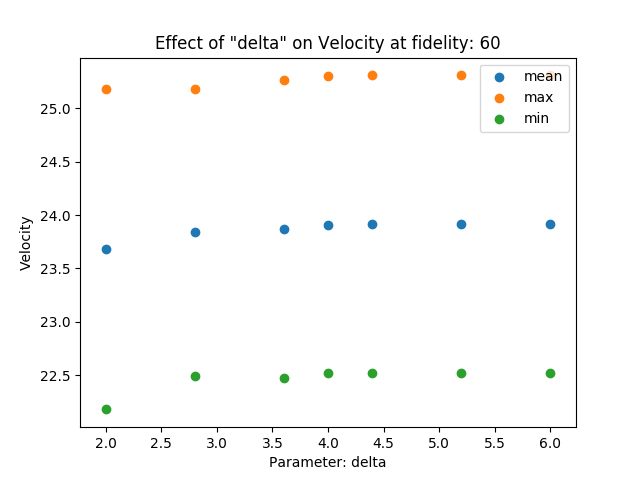 Effect of "delta" on Velocity at fidelity: 60
mean
max
min
Velocity
25.0
24.5
24.0
23.5
23.0
22.5
2.0 2.5 3.0 3.5 4.0 4.5 5.0 5.5 6.0
Parameter: delta